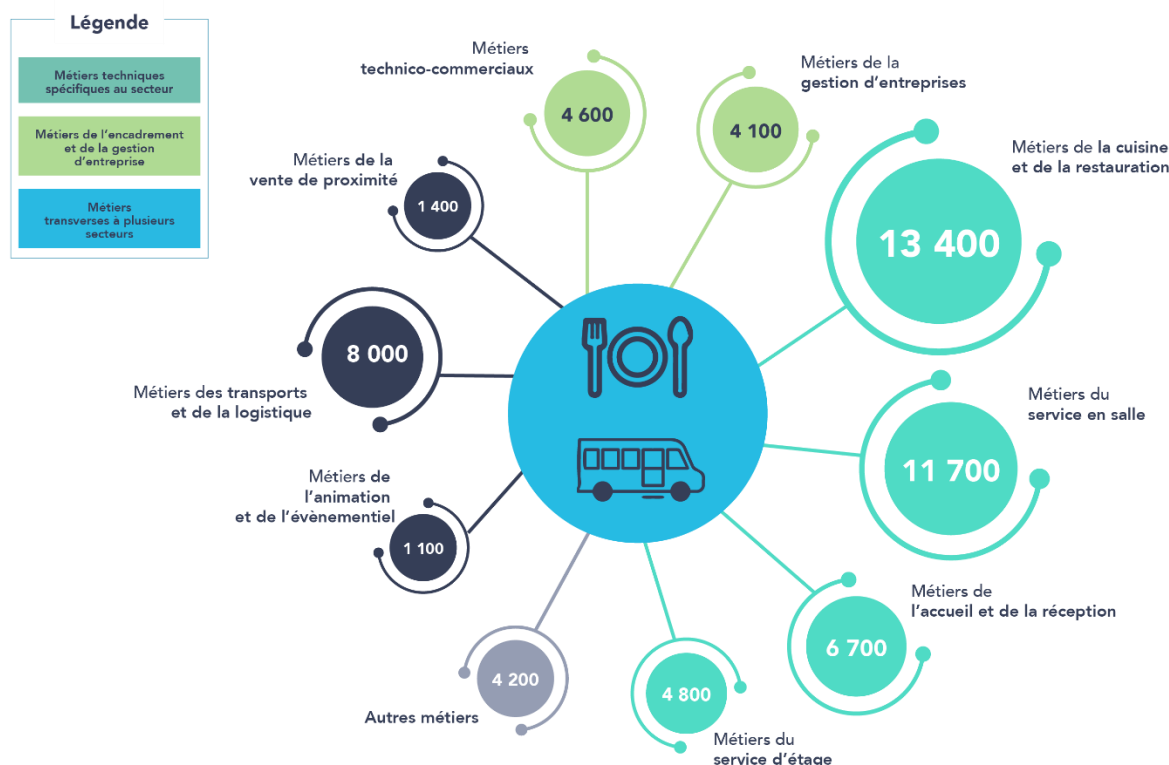 Légende
Métiers techniques
spécifiques au secteur
Métiers de l'encadrement
et de la gestion
d'entreprise
Métiers
transverses à plusieurs
secteurs
Métiers
technico-commerciaux
4 600
Métiers de la
gestion d'entreprises
4 100
Métiers de la cuisine
et de la restauration
13 400
Métiers de la
vente de proximité
1 400
8 000
Métiers des transports
et de la logistique
Métiers du
service en salle
11 700
Métiers de
l'animation
et de l'évènementiel
1 100
Métiers de
l'accueil et de la réception
6 700
4 200
Autres métiers
4 800
Métiers du
service d'étage